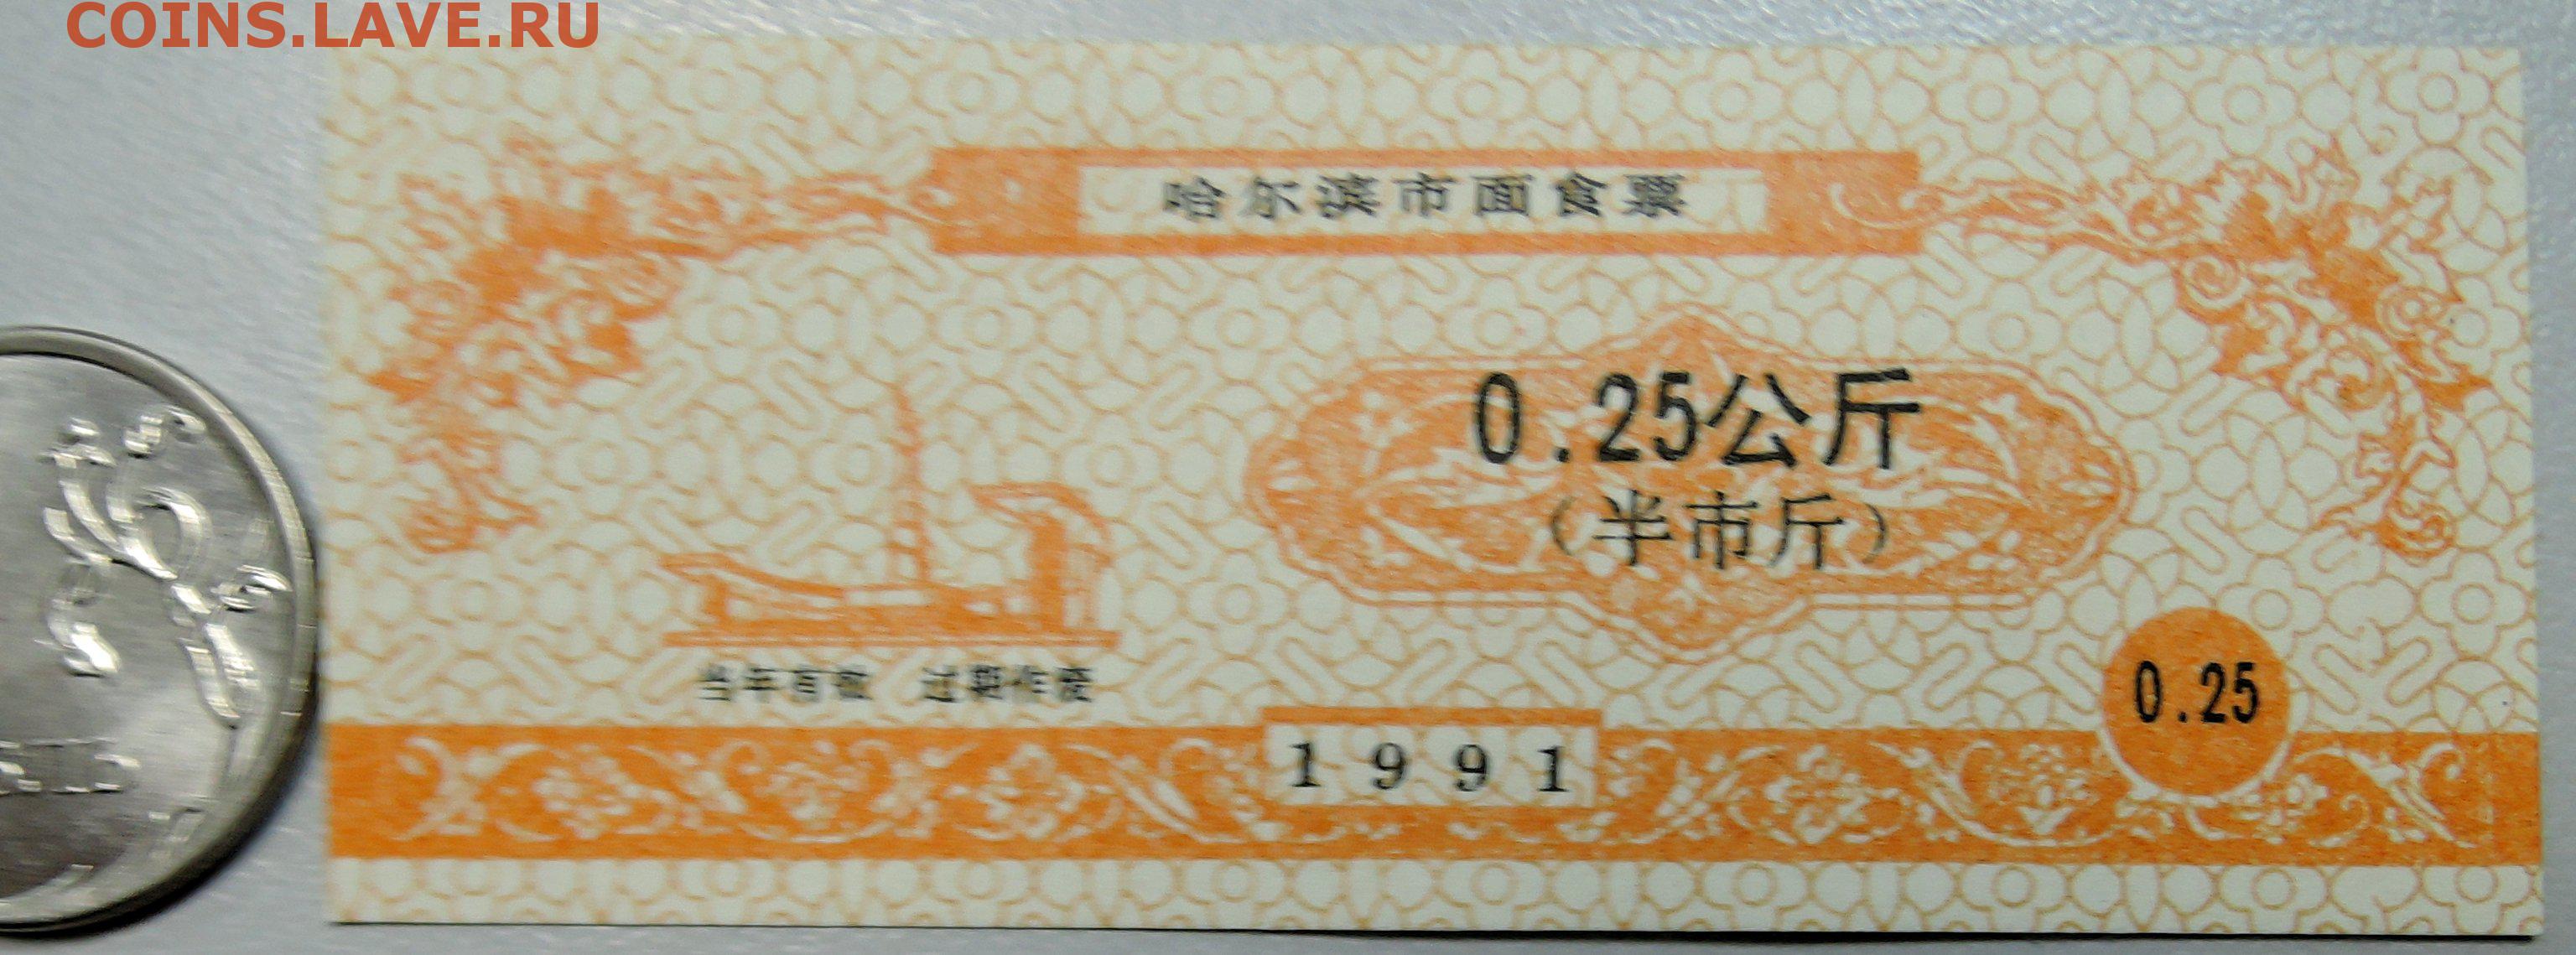 COINS.LAVE.RU
哈尔滨市面食票
0.25公斤
（半市斤）
当年有效 过期作废
0.25
1991